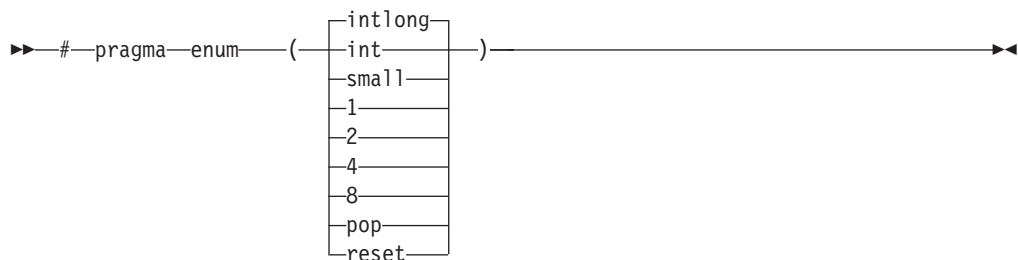 intlong
# pragma enum ( int )
small
1
2
4
8
pop
reset